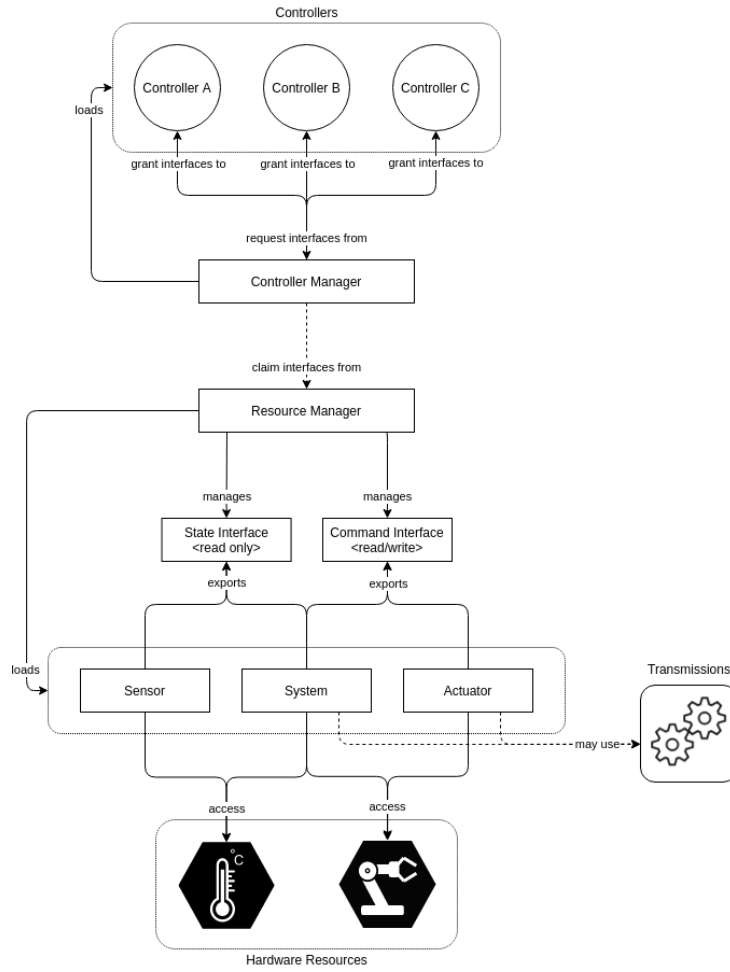 Controllers
Controller A
Controller B
Controller C
loads
grant interfaces to
grant interfaces to
grant interfaces to
request interfaces from
Controller Manager
claim interfaces from
Resource Manager
manages
manages
State Interface
<read only>
Command Interface
<read/write>
exports
exports
loads
Sensor
System
Actuator
Transmissions
may use
access
access
°C
Hardware Resources